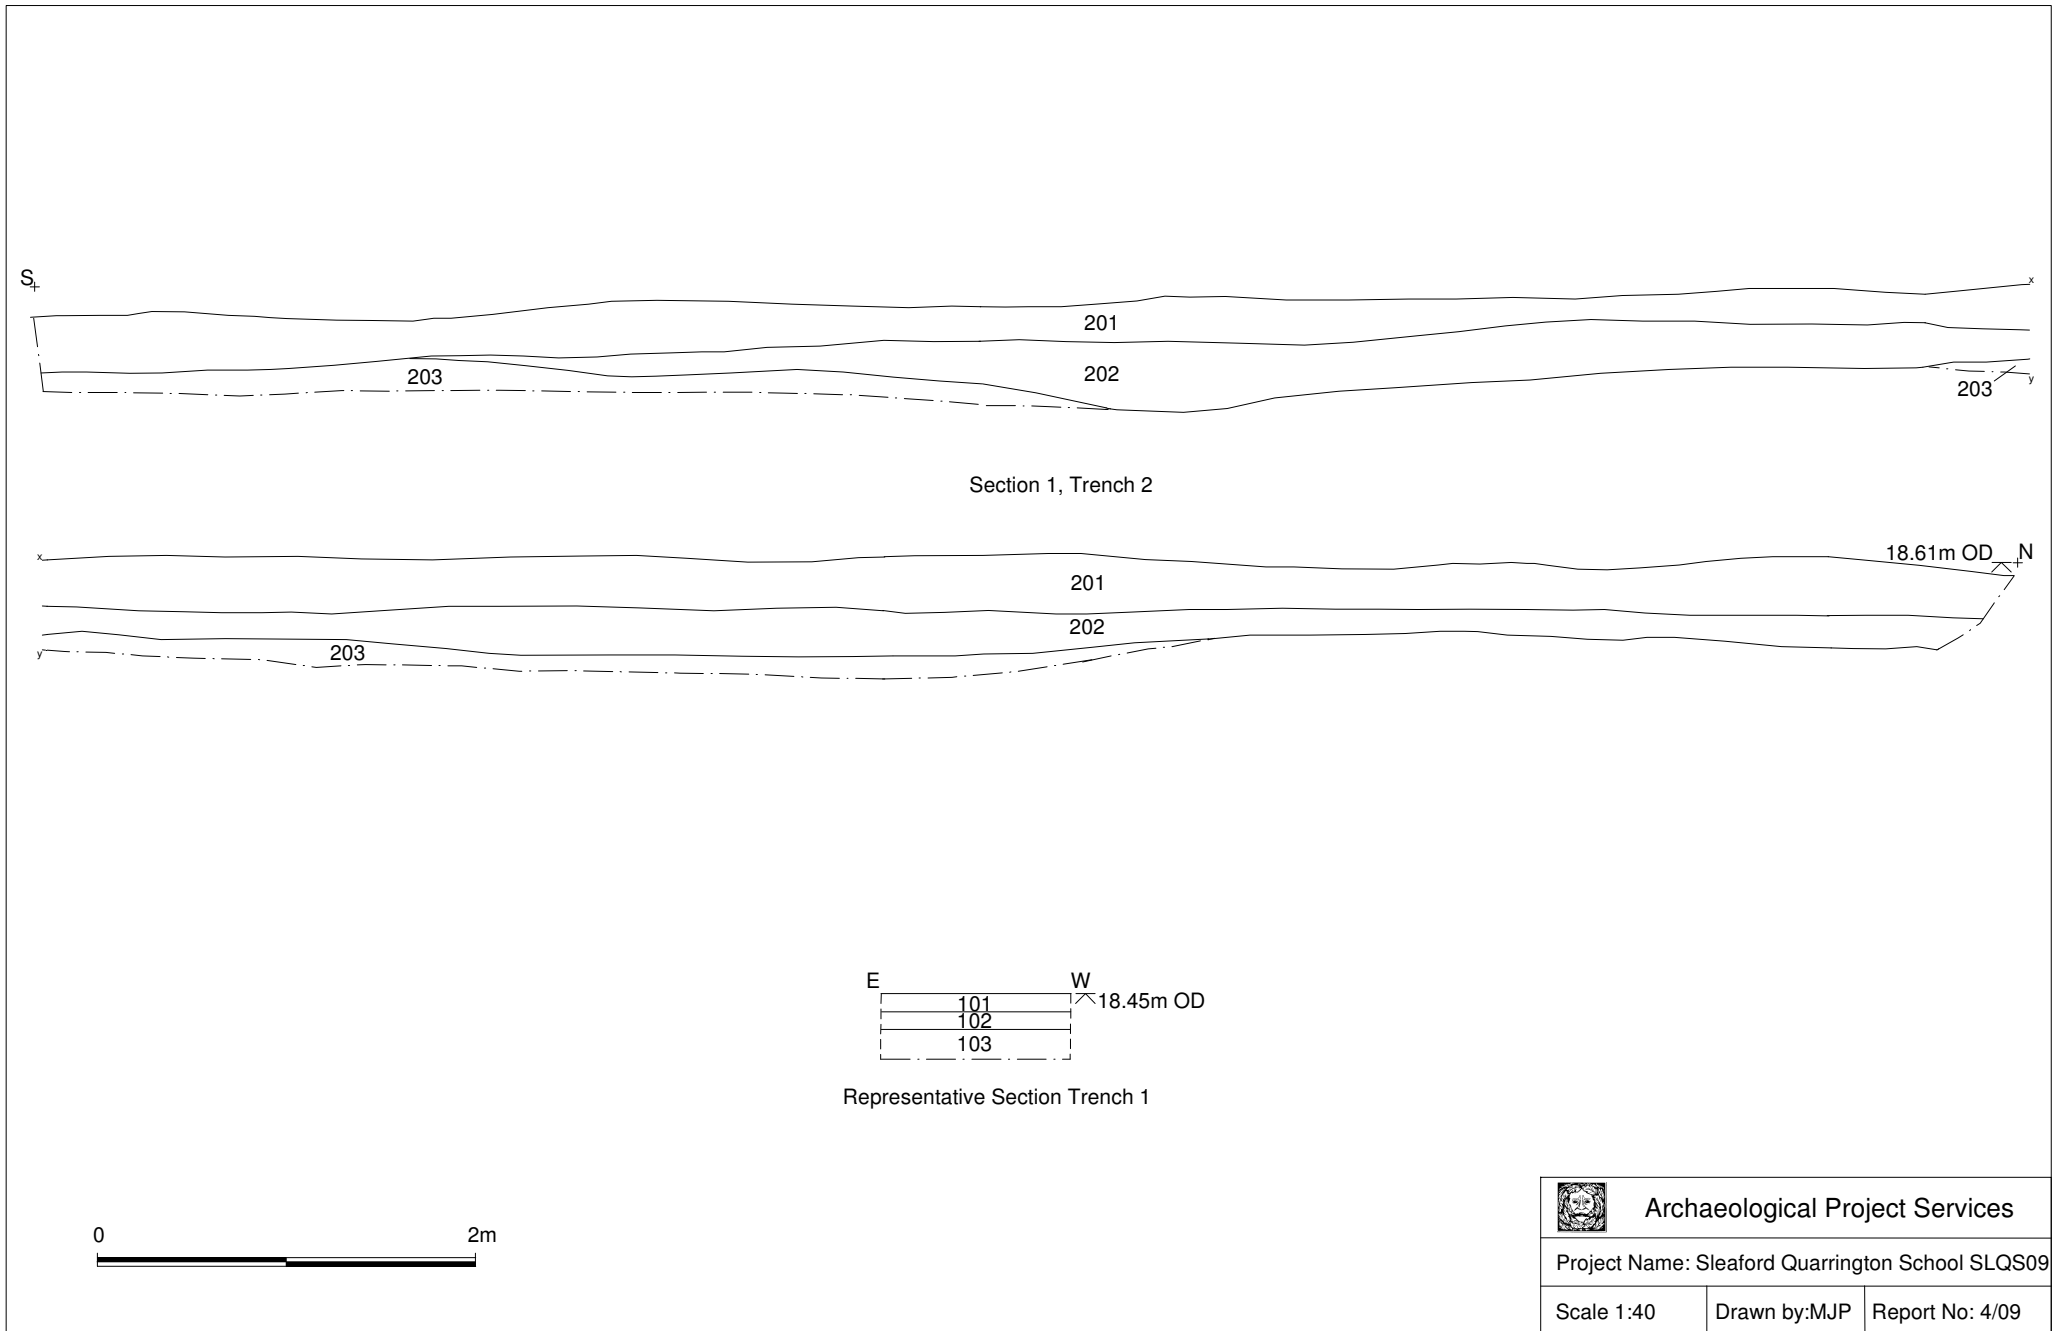 S
x
201
202
203
203
y
Section 1, Trench 2
x
18.61m OD
N
201
202
203
y
E
W
101
18.45m OD
102
103
Representative Section Trench 1
0
2m
Archaeological Project Services
Project Name: Sleaford Quarrington School SLQS09
Scale 1:40
Drawn by:MJP
Report No: 4/09